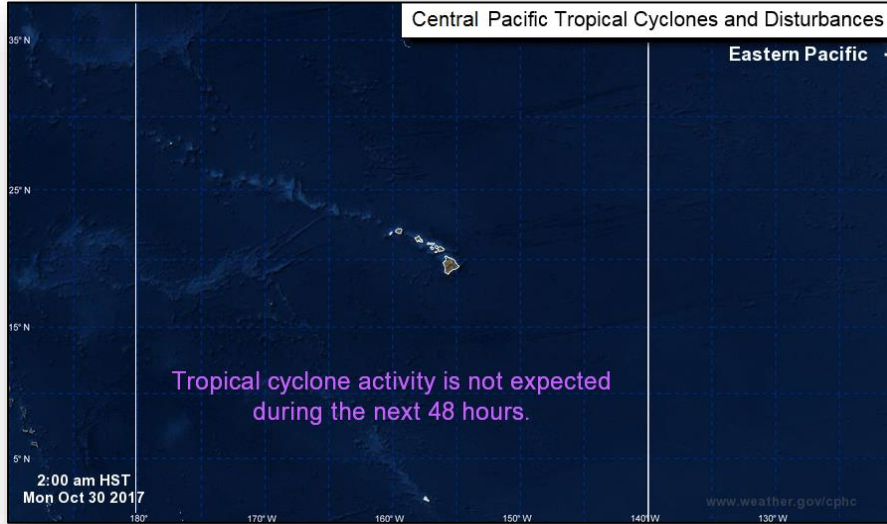 Central Pacific Tropical Cyclones and Disturbances
35° N
Eastern Pacific
25° N
15° N
Tropical cyclone activity is not expected
during the next 48 hours.
5° N
2:00 am HST
Mon Oct 30 2017
www.weather.gov/cphc
180° 170° W 160° W 150° W 140° W 130° W